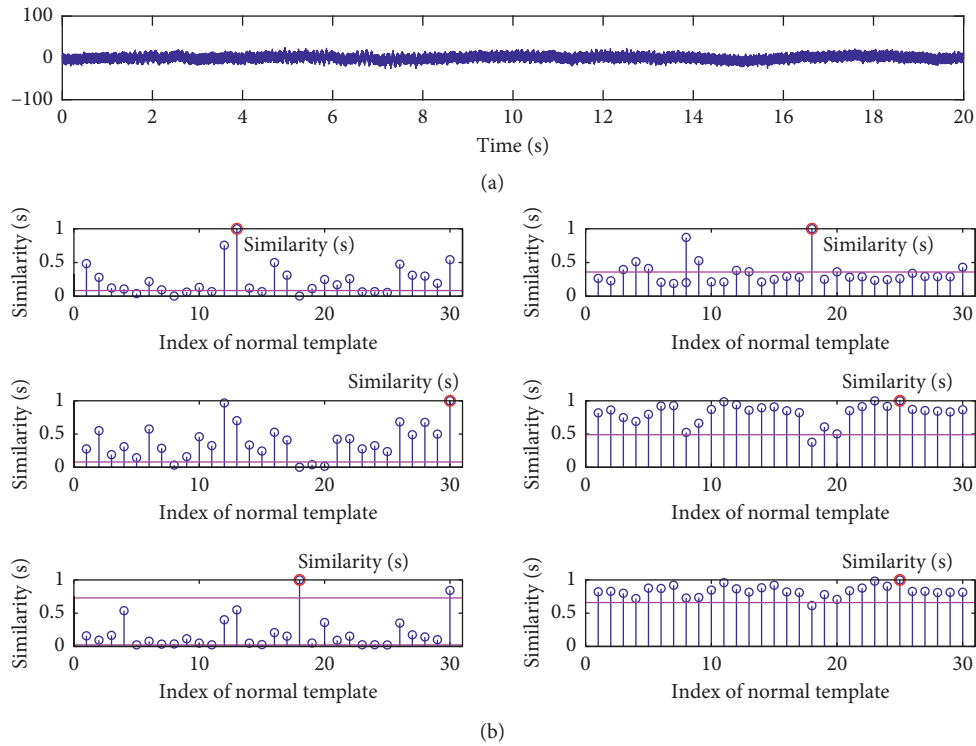 100
0
−100
0 2 4 6 8 10 12 14 16 18 20
Time (s)
(a)
Similarity (s)
1
0.5
0
Similarity (s)
0 10 20 30
Index of normal template
Similarity (s)
1
0.5
0
Similarity (s)
0 10 20 30
Index of normal template
Similarity (s)
Similarity (s)
1
0.5
0
0 10 20 30
Index of normal template
Similarity (s)
Similarity (s)
1
0.5
0
0 10 20 30
Index of normal template
Similarity (s)
Similarity (s)
1
0.5
0
0 10 20 30
Index of normal template
Similarity (s)
Similarity (s)
1
0.5
0
0 10 20 30
Index of normal template
(b)